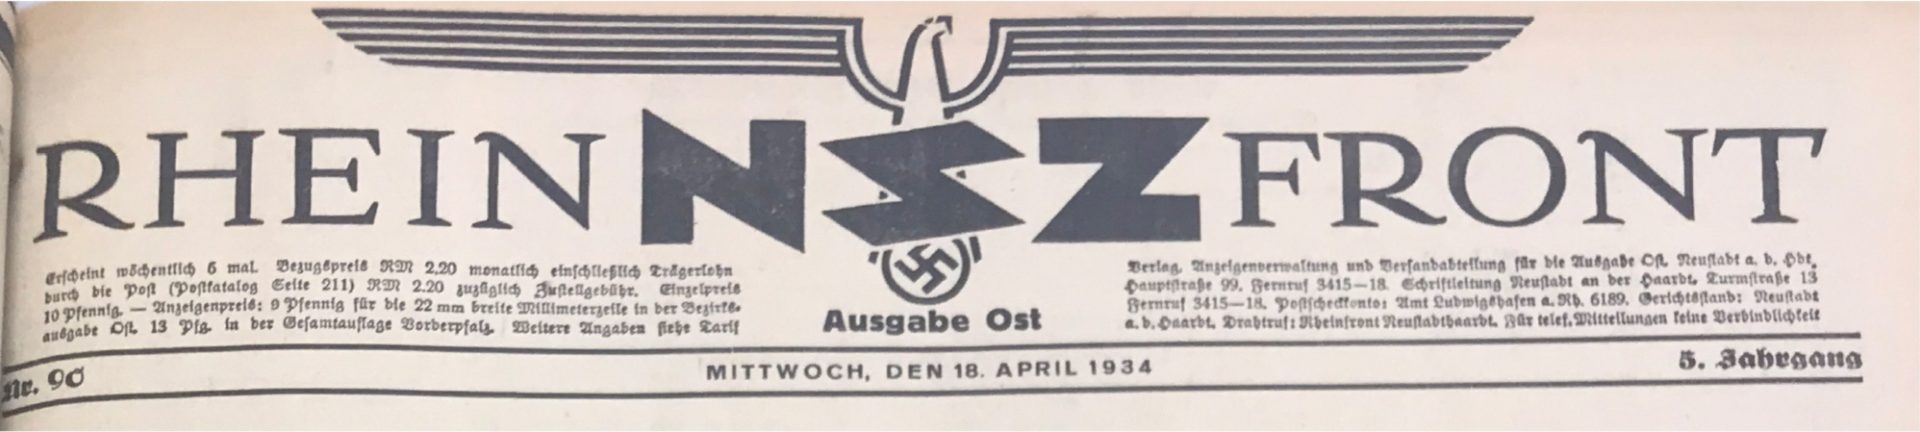 RHEIN NSZ FRONT
Erscheint wöchentlich 6 mal. Bezugspreis RM 2,20 monatlich einschließlich Trägerlohn
durch die Post (Postkatalog Seite 211) RM 2.20 zuzüglich Zustellgebühr. Einzelpreis
10 Pfennig. — Anzeigenpreis: 9 Pfennig für die 22 mm breite Millimeterzeile in der Bezirks-
ausgabe Ost. 13 Pfg. in der Gesamtauflage Vorderpfalz. Weitere Angaben siehe Tarif
Ausgabe Ost
Verlag, Anzeigenverwaltung und Versandabteilung für die Ausgabe Ost, Neustadt a. d. Hdt.
Hauptstraße 99. Fernruf 3415—18. Schriftleitung Neustadt an der Haardt, Turmstraße 13
Fernruf 3415—18. Postscheckkonto: Amt Ludwigshafen a. Rh. 6189. Gerichtsstand: Neustadt
a. d. Haardt. Drahtruf: Rheinfront Neustadthaardt. Für telef. Mitteilungen keine Verbindlichkeit
Nr. 90
MITTWOCH, DEN 18. APRIL 1934
5. Jahrgang